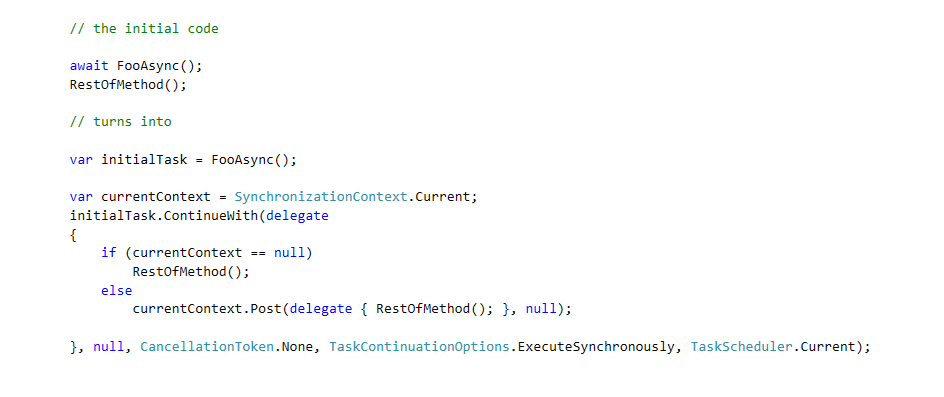 // the initial code
await FooAsync();
RestOfMethod();
// turns into
var initialTask = FooAsync();
var currentContext = SynchronizationContext.Current;
initialTask.ContinueWith(delegate
{
    if (currentContext == null)
        RestOfMethod();
    else
        currentContext.Post(delegate { RestOfMethod(); }, null);
}, null, CancellationToken.None, TaskContinuationOptions.ExecuteSynchronously, TaskScheduler.Current);